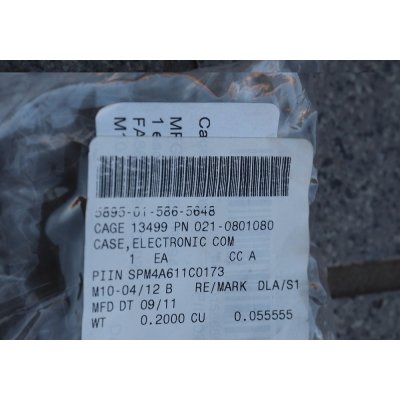 5895-01-586-5648
CAGE 13499 PN 021-0801080
CASE,ELECTRONIC COM
1 EA CC A
PIIN SPM4A611C0173
M10-04/12 B RE/MARK DLA/S1
MFD DT 09/11
WT 0.2000 CU 0.055555